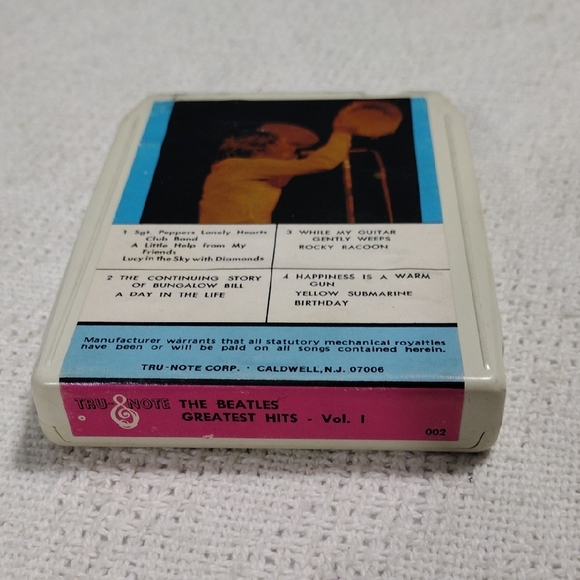 1 Sgt. Peppers Lonely Hearts
Club Band
A Little Help from My
Friends
Lucy in the Sky with Diamonds
2 THE CONTINUING STORY
OF BUNGALOW BILL
A DAY IN THE LIFE
3 WHILE MY GUITAR
GENTLY WEEPS
ROCKY RACOON
4 HAPPINESS IS A WARM
GUN
YELLOW SUBMARINE
BIRTHDAY
Manufacturer warrants that all statutory mechanical royalties
have been or will be paid on all songs contained herein.
TRU-NOTE CORP. · CALDWELL, N.J. 07006
TRU-NOTE THE BEATLES
GREATEST HITS - Vol. I
002